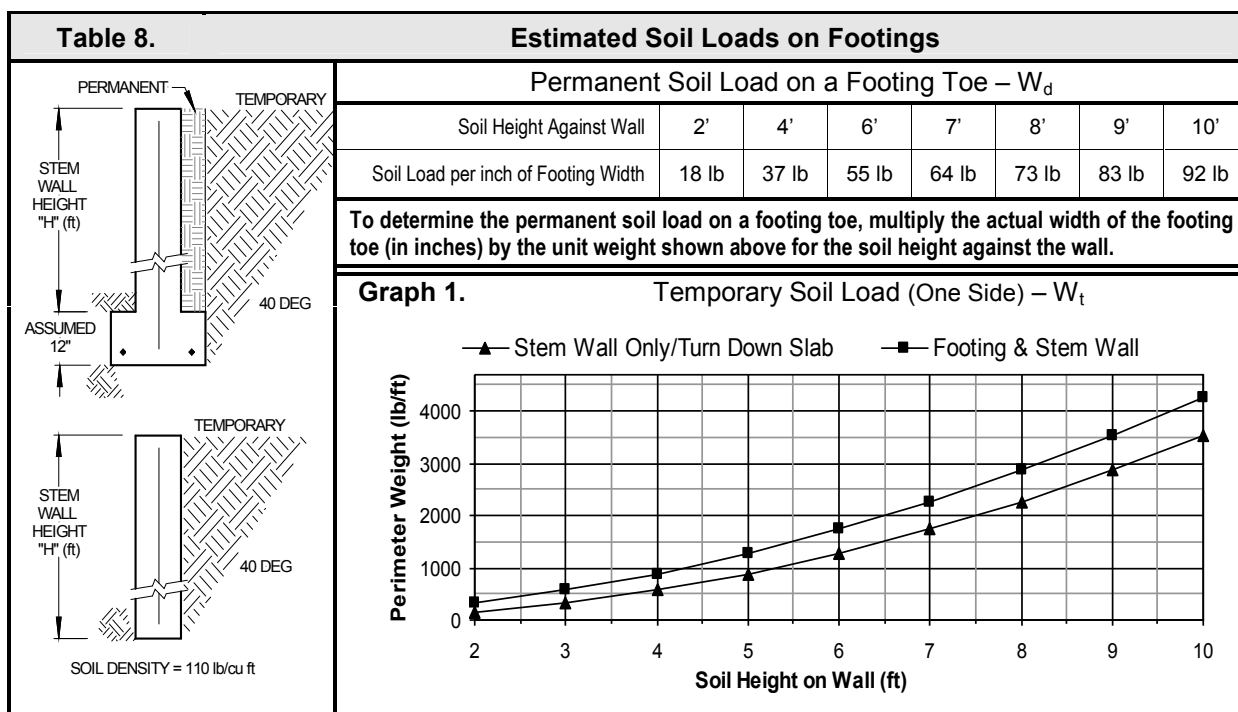 Table 8.
Estimated Soil Loads on Footings
PERMANENT
TEMPORARY
STEM
WALL
HEIGHT
"H" (ft)
40 DEG
ASSUMED
12"
TEMPORARY
STEM
WALL
HEIGHT
"H" (ft)
40 DEG
SOIL DENSITY = 110 lb/cu ft
Permanent Soil Load on a Footing Toe – Wd
Soil Height Against Wall 2’ 4’ 6’ 7’ 8’ 9’ 10’
Soil Load per inch of Footing Width 18 lb 37 lb 55 lb 64 lb 73 lb 83 lb 92 lb
To determine the permanent soil load on a footing toe, multiply the actual width of the footing
toe (in inches) by the unit weight shown above for the soil height against the wall.
Graph 1. Temporary Soil Load (One Side) – Wt
Stem Wall Only/Turn Down Slab Footing & Stem Wall
Perimeter Weight (lb/ft)
4000
3000
2000
1000
0
2 3 4 5 6 7 8 9 10
Soil Height on Wall (ft)